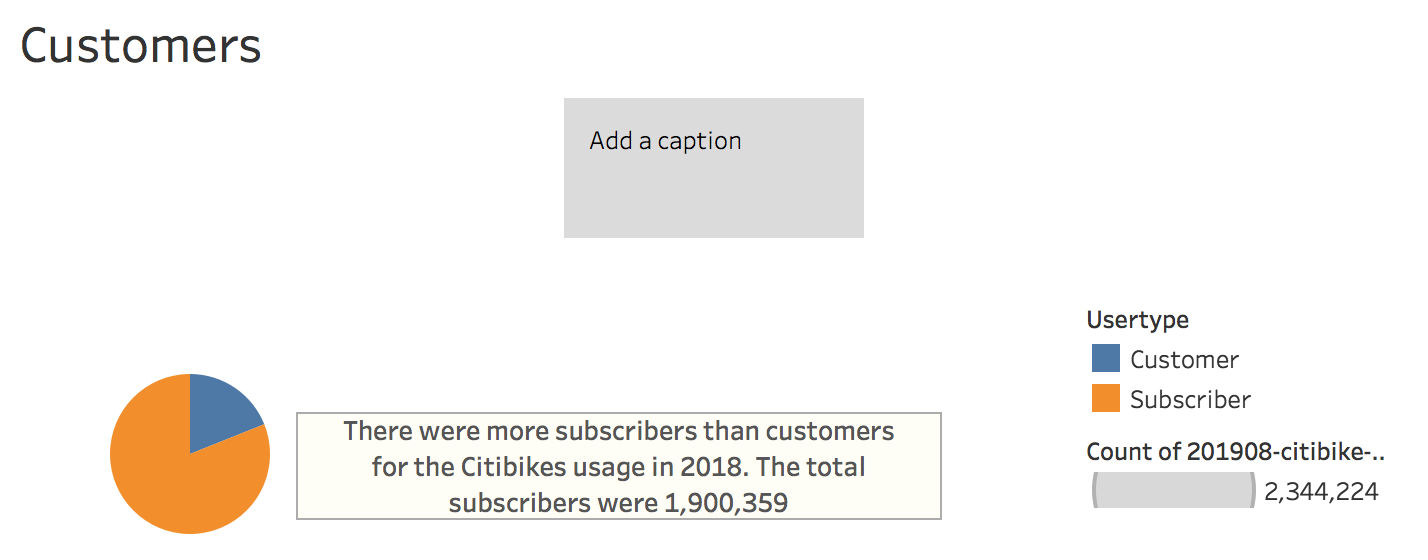 Customers
Add a caption
Usertype
Customer
Subscriber
There were more subscribers than customers
for the Citibikes usage in 2018. The total
subscribers were 1,900,359
Count of 201908-citibike-..
2,344,224